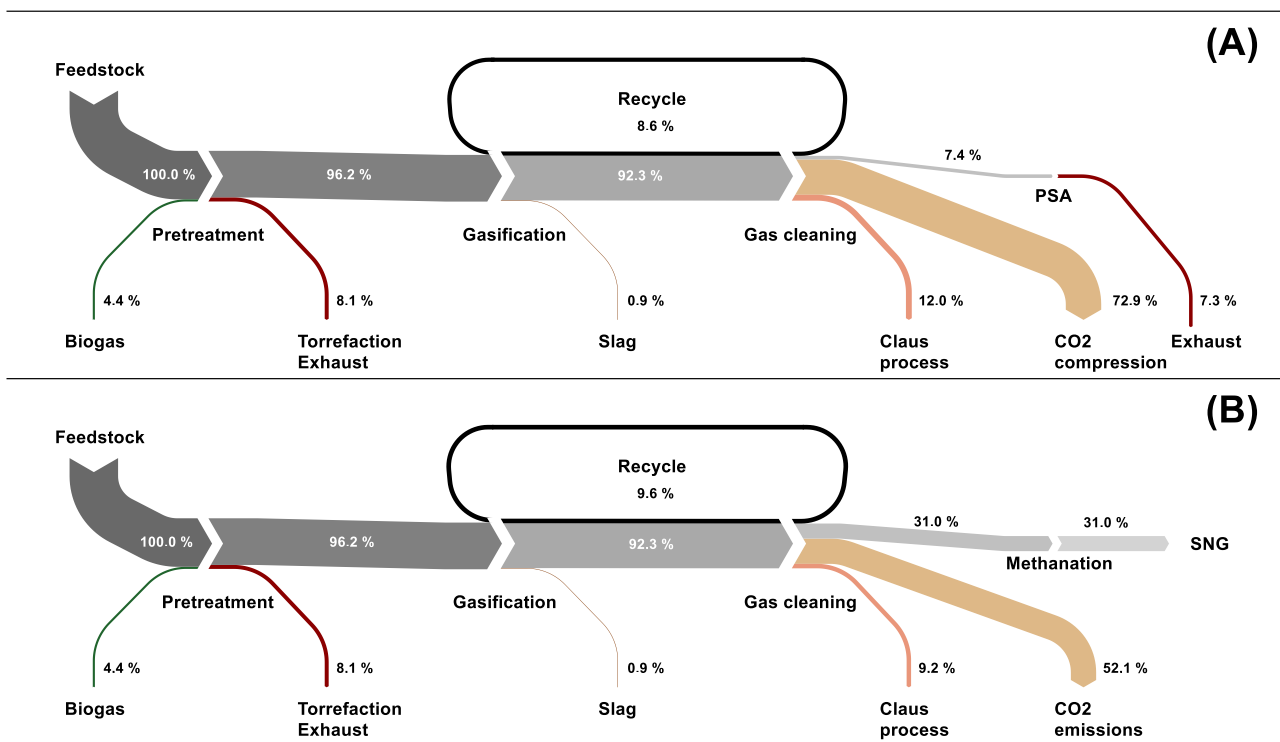 (A)
Feedstock
Recycle
8.6 %
7.4 %
100.0 %
96.2 %
92.3 %
PSA
Pretreatment
Gasification
Gas cleaning
4.4 %
8.1 %
0.9 %
12.0 %
72.9 %
7.3 %
Biogas
Torrefaction
Exhaust
Slag
Claus
process
CO2
compression
Exhaust
(B)
Feedstock
Recycle
9.6 %
31.0 %
31.0 %
100.0 %
96.2 %
92.3 %
SNG
Methanation
Pretreatment
Gasification
Gas cleaning
4.4 %
8.1 %
0.9 %
9.2 %
52.1 %
Biogas
Torrefaction
Exhaust
Slag
Claus
process
CO2
emissions